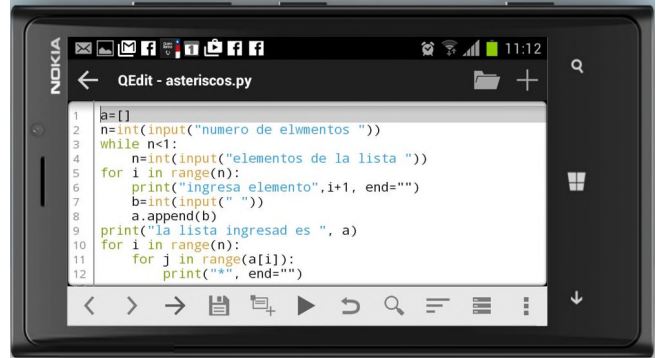 NOKIA
11:12
QEdit - asteriscos.py
1 a=[]
2 n=int(input("numero de elwmentos "))
3 while n<1:
4     n=int(input("elementos de la lista "))
5 for i in range(n):
6     print("ingresa elemento",i+1, end="")
7     b=int(input(" "))
8     a.append(b)
9 print("la lista ingresad es ", a)
10 for i in range(n):
11     for j in range(a[i]):
12         print("*", end="")